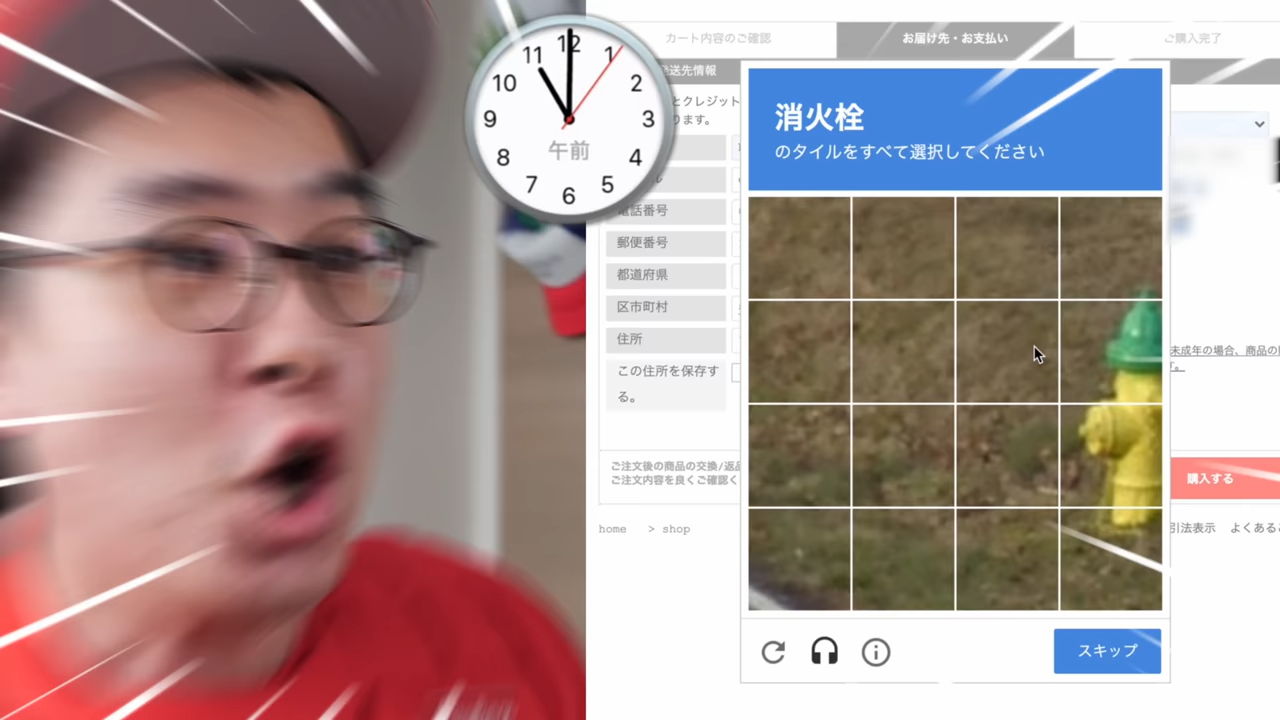 カート内容のご確認
お届け先・お支払い
ご購入完了
発送先情報
とクレジット
ります。
電話番号
郵便番号
都道府県
区市町村
住所
この住所を保存す
る。
ご注文後の商品の交換/返品
ご注文内容を良くご確認く
home > shop
12
1
2
3
4
5
6
7
8
9
10
11
午前
消火栓
のタイルをすべて選択してください
スキップ
未成年の場合、商品の
す。
購入する
引法表示 よくある